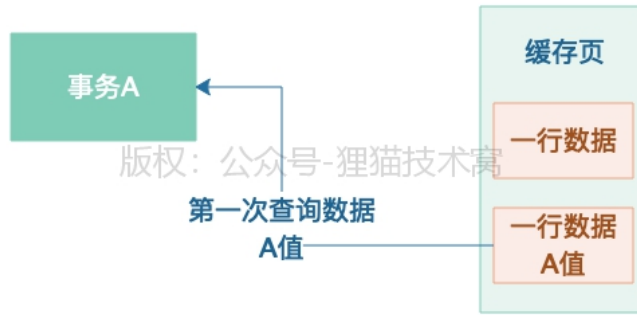 缓存页
事务A
一行数据
版权：公众号-狸猫技术窝
第一次查询数据
A值
一行数据
A值